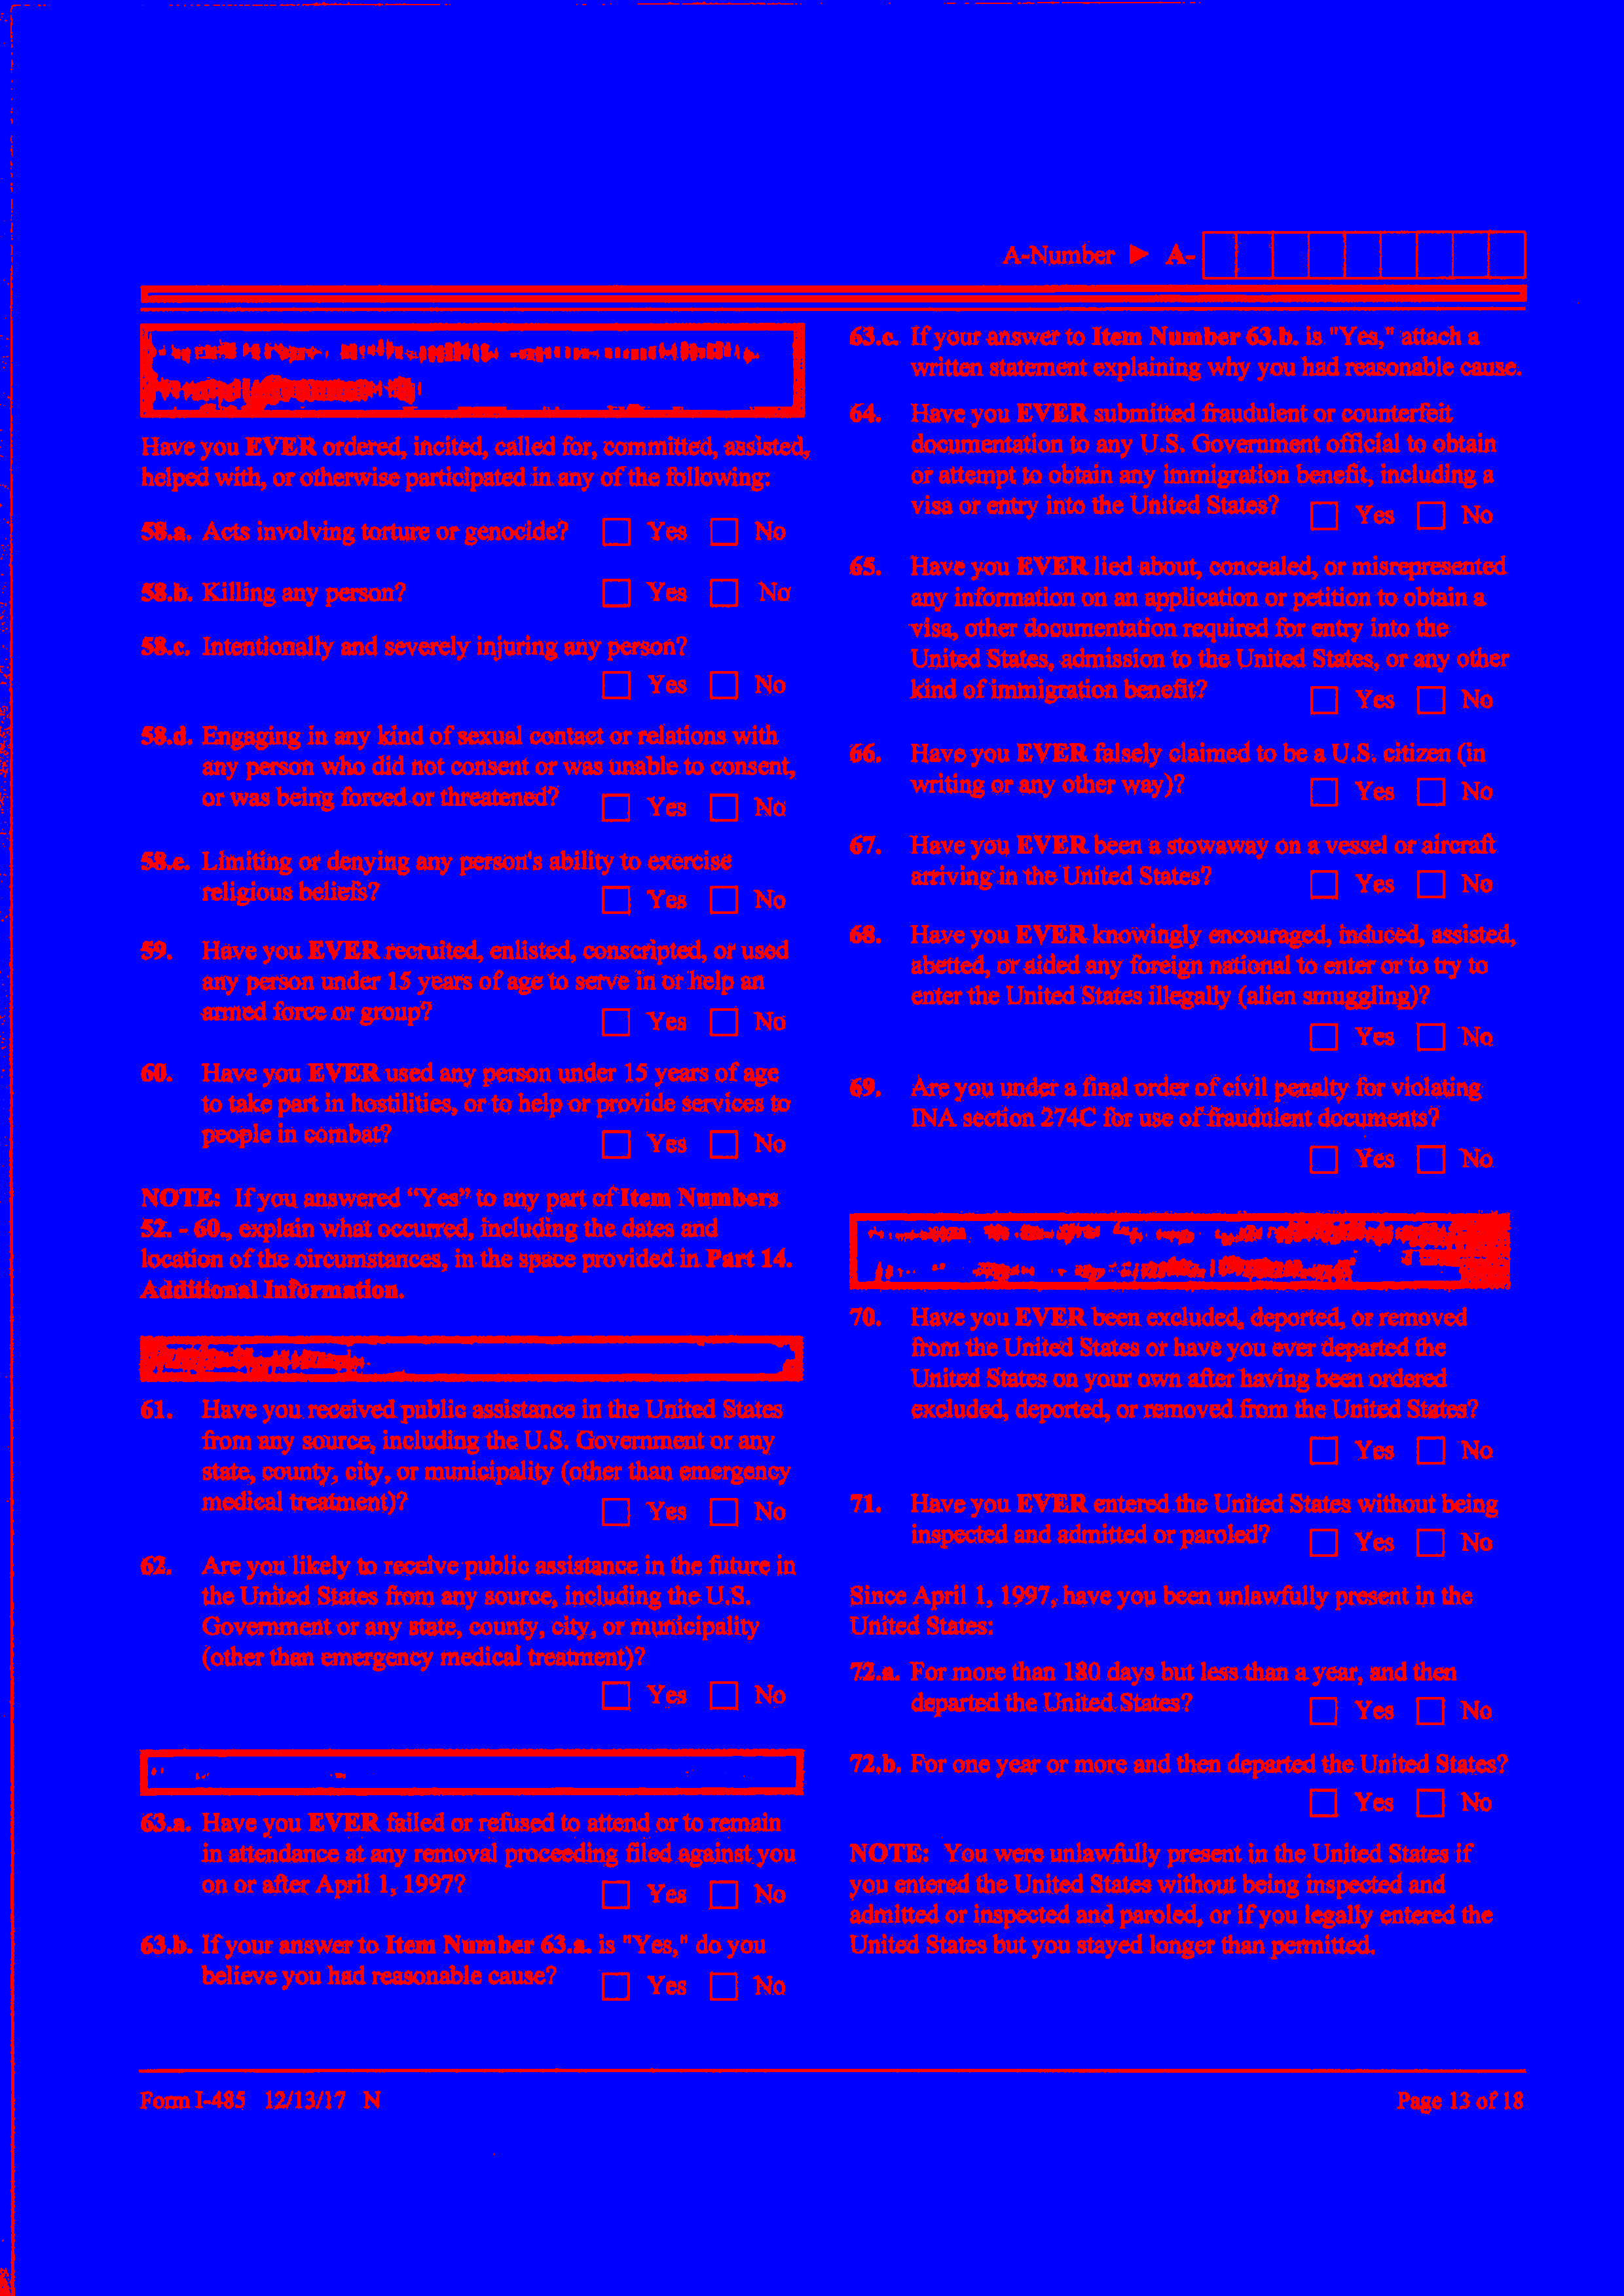 A-Number ► A-
Have you EVER ordered, incited, called for, committed, assisted,
helped with, or otherwise participated in any of the following:
58.a. Acts involving torture or genocide? Yes No
58.b. Killing any person? Yes No
58.c. Intentionally and severely injuring any person?
Yes No
58.d. Engaging in any kind of sexual contact or relations with
any person who did not consent or was unable to consent,
or was being forced or threatened? Yes No
58.e. Limiting or denying any person's ability to exercise
religious beliefs? Yes No
59. Have you EVER recruited, enlisted, conscripted, or used
any person under 15 years of age to serve in or help an
armed force or group? Yes No
60. Have you EVER used any person under 15 years of age
to take part in hostilities, or to help or provide services to
people in combat? Yes No
NOTE: If you answered “Yes” to any part of Item Numbers
52. - 60., explain what occurred, including the dates and
location of the circumstances, in the space provided in Part 14.
Additional Information.
61. Have you received public assistance in the United States
from any source, including the U.S. Government or any
state, county, city, or municipality (other than emergency
medical treatment)? Yes No
62. Are you likely to receive public assistance in the future in
the United States from any source, including the U.S.
Government or any state, county, city, or municipality
(other than emergency medical treatment)?
Yes No
63.a. Have you EVER failed or refused to attend or to remain
in attendance at any removal proceeding filed against you
on or after April 1, 1997? Yes No
63.b. If your answer to Item Number 63.a. is "Yes," do you
believe you had reasonable cause? Yes No
63.c. If your answer to Item Number 63.b. is "Yes," attach a
written statement explaining why you had reasonable cause.
64. Have you EVER submitted fraudulent or counterfeit
documentation to any U.S. Government official to obtain
or attempt to obtain any immigration benefit, including a
visa or entry into the United States? Yes No
65. Have you EVER lied about, concealed, or misrepresented
any information on an application or petition to obtain a
visa, other documentation required for entry into the
United States, admission to the United States, or any other
kind of immigration benefit? Yes No
66. Have you EVER falsely claimed to be a U.S. citizen (in
writing or any other way)? Yes No
67. Have you EVER been a stowaway on a vessel or aircraft
arriving in the United States? Yes No
68. Have you EVER knowingly encouraged, induced, assisted,
abetted, or aided any foreign national to enter or to try to
enter the United States illegally (alien smuggling)?
Yes No
69. Are you under a final order of civil penalty for violating
INA section 274C for use of fraudulent documents?
Yes No
70. Have you EVER been excluded, deported, or removed
from the United States or have you ever departed the
United States on your own after having been ordered
excluded, deported, or removed from the United States?
Yes No
71. Have you EVER entered the United States without being
inspected and admitted or paroled? Yes No
Since April 1, 1997, have you been unlawfully present in the
United States:
72.a. For more than 180 days but less than a year, and then
departed the United States? Yes No
72.b. For one year or more and then departed the United States?
Yes No
NOTE: You were unlawfully present in the United States if
you entered the United States without being inspected and
admitted or inspected and paroled, or if you legally entered the
United States but you stayed longer than permitted.
Form I-485 12/13/17 N
Page 13 of 18